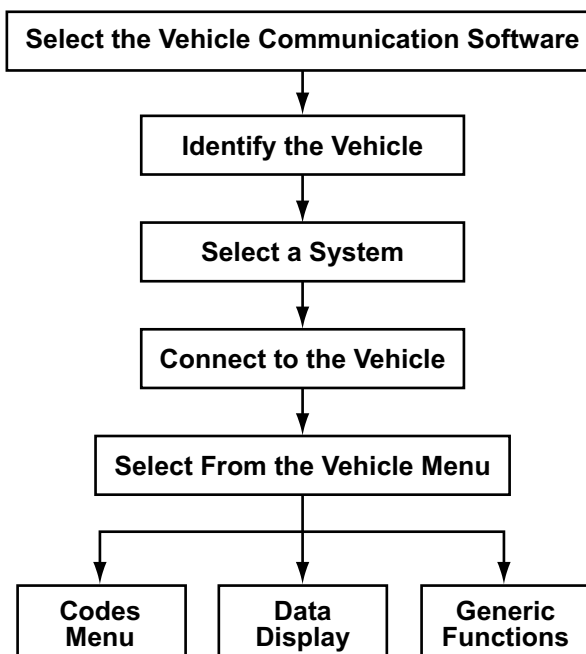 Select the Vehicle Communication Software
Identify the Vehicle
Select a System
Connect to the Vehicle
Select From the Vehicle Menu
Codes
Menu
Data
Display
Generic
Functions